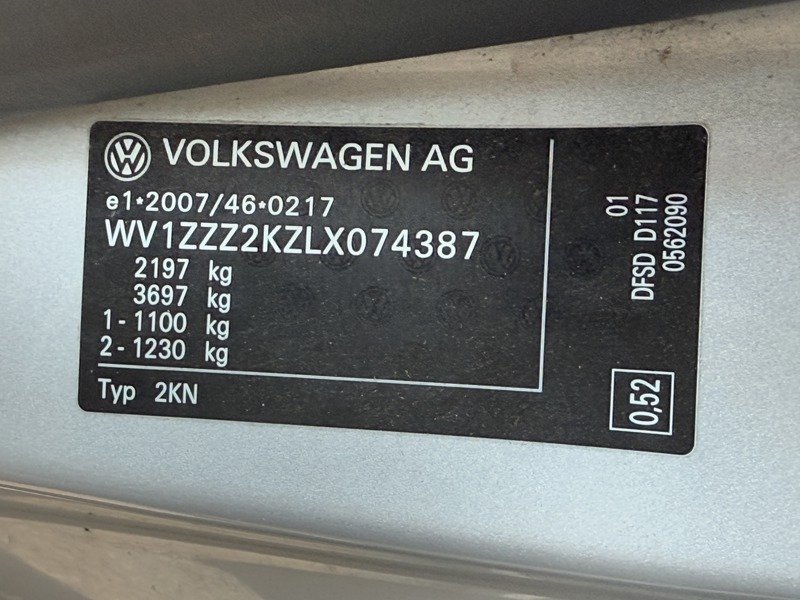 VOLKSWAGEN AG
e1*2007/46*0217
WV1ZZZ2KZLX074387
2197 kg
3697 kg
1 - 1100 kg
2 - 1230 kg
Typ 2KN
01
DFSD D117
0562090
0,52